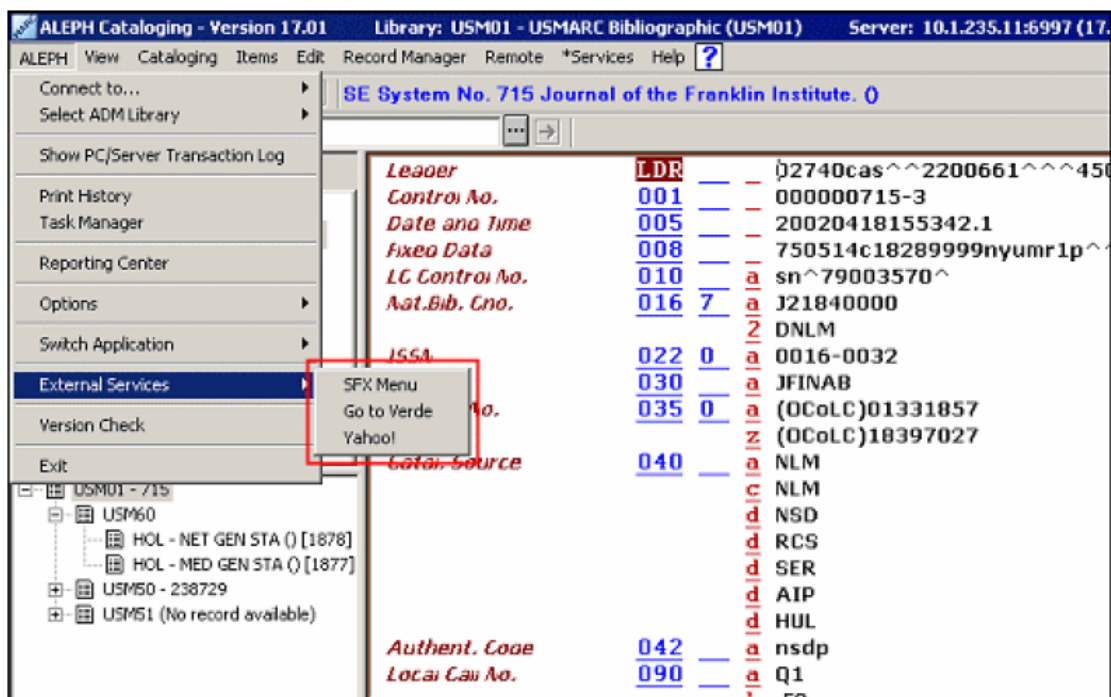 ALEPH Cataloging - Version 17.01 Library: USM01 - USMARC Bibliographic (USM01) Server: 10.1.235.11:6997 (17.
ALEPH View Cataloging Items Edit Record Manager Remote *Services Help ?
Connect to...
Select ADM Library
Show PC/Server Transaction Log
Print History
Task Manager
Reporting Center
Options
Switch Application
External Services
Version Check
Exit
SFX Menu
Go to Verde
Yahoo!
SE System No. 715 Journal of the Franklin Institute. ()
Leader LDR 02740cas^^2200661^^^450
Control No. 001 000000715-3
Date and Time 005 20020418155342.1
Fixed Data 008 750514c18289999nyumr1p^^
LC Control No. 010 a sn^79003570^
Nat.Bib. Cno. 016 7 a J21840000
2 DNLM
ISSN 022 0 a 0016-0032
030 a JFINAB
o. 035 0 a (OCoLC)01331857
z (OCoLC)18397027
Catal. Source 040 a NLM
c NLM
d NSD
d RCS
d SER
d AIP
d HUL
Authent. Code 042 a nsdp
Local Call No. 090 a Q1
USM01 - 715
USM60
HOL - NET GEN STA () [1878]
HOL - MED GEN STA () [1877]
USM50 - 238729
USM51 (No record available)